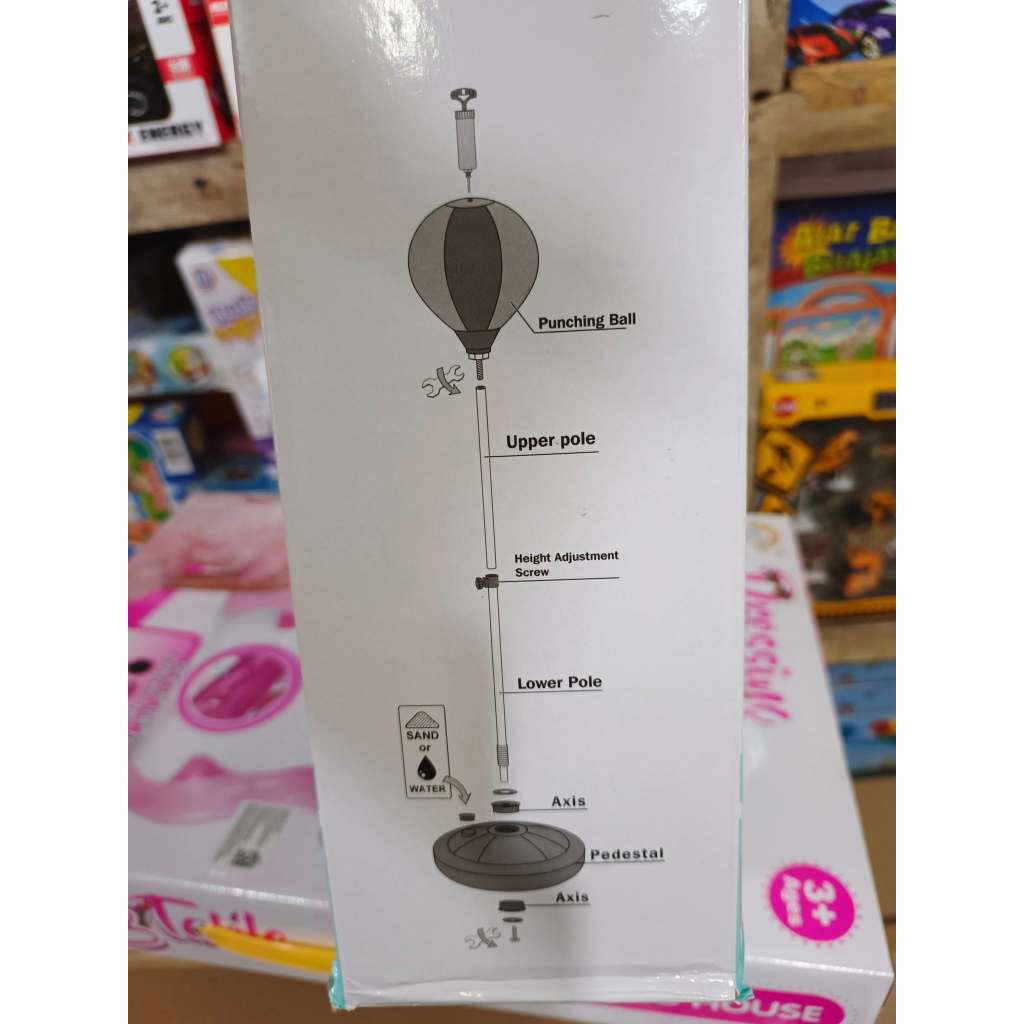 ENERGY
Punching Ball
Upper pole
Height Adjustment
Screw
Lower Pole
SAND
or
WATER
Axis
Pedestal
Axis
3+
Ages
HOUSE